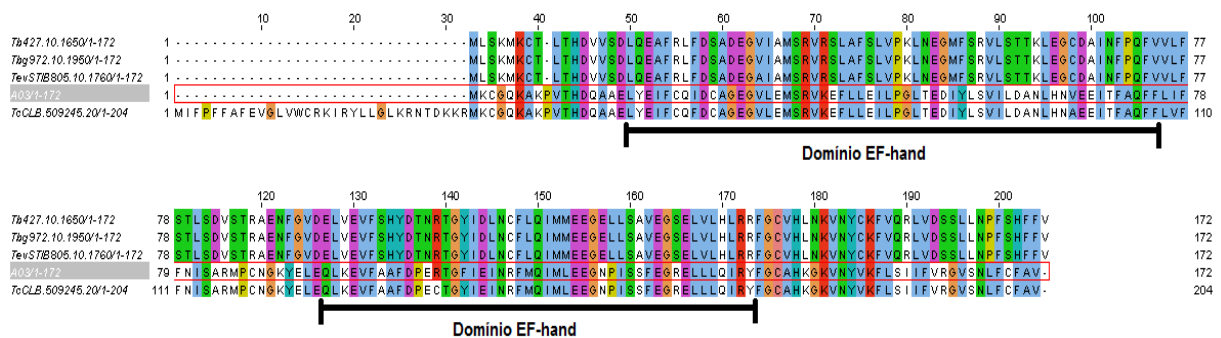 10 20 30 40 50 60 70 80 90 100
Tb427.10.1650/1-172 1 --------------------------------MLSKMKCT-LTHDVVSDLQEAFRLFDSADEGVIAMSRVRSLAFSLVPKLNEGMFSRVLSTTKLEGCDAINFPQFVVLF 77
Tbg972.10.1950/1-172 1 --------------------------------MLSKMKCT-LTHDVVSDLQEAFRLFDSADEGVIAMSRVRSLAFSLVPKLNEGMFSRVLSTTKLEGCDAINFPQFVVLF 77
TevSTIB805.10.1760/1-172 1 --------------------------------MLSKMKCT-LTHDVVSDLQEAFRLFDSADEGVIAMSRVRSLAFSLVPKLNEGMFSRVLSTTKLEGCDAINFPQFVVLF 77
A03/1-172 1 --------------------------------MKCGQKAKPVTHDQAAELYEIFCQIDCAGEGVLEMSRVKEFLLEILPGLTEDIYLSVILDANLHNVEEITFAQFFLIF 78
TcCLB.509245.20/1-204 1 MIFPFFAFEVGLVWCRKIRYLLGLKRNTDKKRMKCGQKAKPVTHDQAAELYEIFCQIDCAGEGVLEMSRVKEFLLEILPGLTEDIYLSVILDANLHNAEEITFAQFFLVF 110
Domínio EF-hand
120 130 140 150 160 170 180 190 200
Tb427.10.1650/1-172 78 STLSDVSTRAENFGVDELVEVFSHYDTNRTGYIDLNCFLQIMMEEGELLSAVEGSELVLHLRRFGCVHLNKVNYCKFVQRLVDSSLLNPFSHFFV 172
Tbg972.10.1950/1-172 78 STLSDVSTRAENFGVDELVEVFSHYDTNRTGYIDLNCFLQIMMEEGELLSAVEGSELVLHLRRFGCVHLNKVNYCKFVQRLVDSSLLNPFSHFFV 172
TevSTIB805.10.1760/1-172 78 STLSDVSTRAENFGVDELVEVFSHYDTNRTGYIDLNCFLQIMMEEGELLSAVEGSELVLHLRRFGCVHLNKVNYCKFVQRLVDSSLLNPFSHFFV 172
A03/1-172 79 FNISARMPCNGKYELEQLKEVFAAFDPERTGFIEINRFMQIMLEEGNPISSFEGRELLLQIRYFGCAHKGKVNYVKFLSIIFVRGVSNLFCFAV- 172
TcCLB.509245.20/1-204 111 FNISARMPCNGKYELEQLKEVFAAFDPECTGFIEINRFMQIMLEEGNPISSFEGRELLLQIRYFGCAHKGKVNYVKFLSIIFVRGVSNLFCFAV- 204
Domínio EF-hand